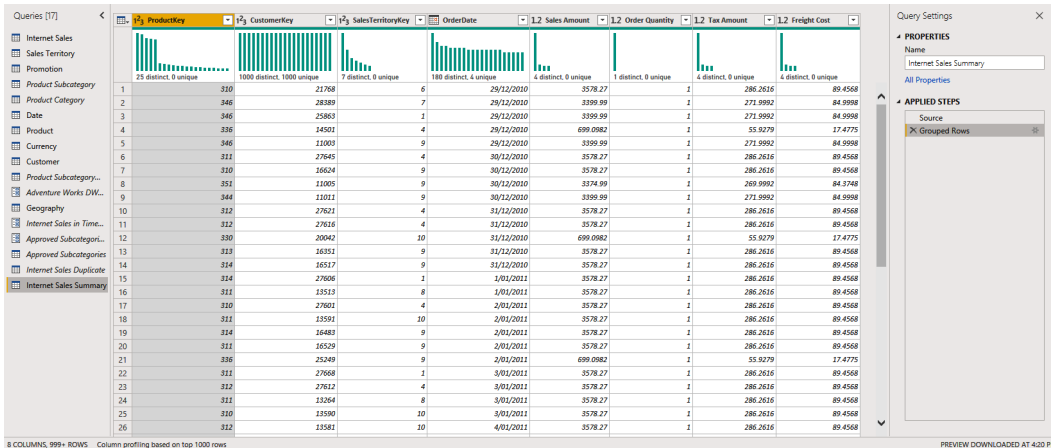 Queries [17]
Internet Sales
Sales Territory
Promotion
Product Subcategory
Product Category
Date
Product
Currency
Customer
Product Subcategory...
Adventure Works DW...
Geography
Internet Sales in Time...
Approved Subcategori...
Approved Subcategories
Internet Sales Duplicate
Internet Sales Summary
1²3 ProductKey 1²3 CustomerKey 1²3 SalesTerritoryKey OrderDate 1.2 Sales Amount 1.2 Order Quantity 1.2 Tax Amount 1.2 Freight Cost
25 distinct, 0 unique 1000 distinct, 1000 unique 7 distinct, 0 unique 180 distinct, 4 unique 4 distinct, 0 unique 1 distinct, 0 unique 4 distinct, 0 unique 4 distinct, 0 unique
1 310 21768 6 29/12/2010 3578.27 1 286.2616 89.4568
2 346 28389 7 29/12/2010 3399.99 1 271.9992 84.9998
3 346 25863 1 29/12/2010 3399.99 1 271.9992 84.9998
4 336 14501 4 29/12/2010 699.0982 1 55.9279 17.4775
5 346 11003 9 29/12/2010 3399.99 1 271.9992 84.9998
6 311 27645 4 30/12/2010 3578.27 1 286.2616 89.4568
7 310 16624 9 30/12/2010 3578.27 1 286.2616 89.4568
8 351 11005 9 30/12/2010 3374.99 1 269.9992 84.3748
9 344 11011 9 30/12/2010 3399.99 1 271.9992 84.9998
10 312 27621 4 31/12/2010 3578.27 1 286.2616 89.4568
11 312 27616 4 31/12/2010 3578.27 1 286.2616 89.4568
12 330 20042 10 31/12/2010 699.0982 1 55.9279 17.4775
13 313 16351 9 31/12/2010 3578.27 1 286.2616 89.4568
14 314 16517 9 31/12/2010 3578.27 1 286.2616 89.4568
15 314 27606 1 1/01/2011 3578.27 1 286.2616 89.4568
16 311 13513 8 1/01/2011 3578.27 1 286.2616 89.4568
17 310 27601 4 2/01/2011 3578.27 1 286.2616 89.4568
18 311 13591 10 2/01/2011 3578.27 1 286.2616 89.4568
19 314 16483 9 2/01/2011 3578.27 1 286.2616 89.4568
20 311 16529 9 2/01/2011 3578.27 1 286.2616 89.4568
21 336 25249 9 2/01/2011 699.0982 1 55.9279 17.4775
22 311 27668 1 3/01/2011 3578.27 1 286.2616 89.4568
23 312 27612 4 3/01/2011 3578.27 1 286.2616 89.4568
24 311 13264 8 3/01/2011 3578.27 1 286.2616 89.4568
25 310 13590 10 3/01/2011 3578.27 1 286.2616 89.4568
26 312 13581 10 4/01/2011 3578.27 1 286.2616 89.4568
Query Settings
PROPERTIES
Name
Internet Sales Summary
All Properties
APPLIED STEPS
Source
Grouped Rows
8 COLUMNS, 999+ ROWS Column profiling based on top 1000 rows
PREVIEW DOWNLOADED AT 4:20 P